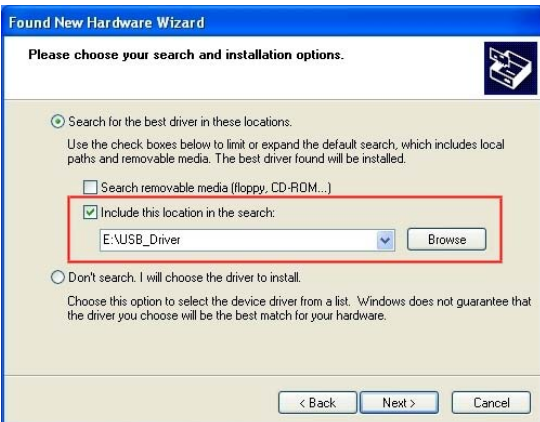 Found New Hardware Wizard
Please choose your search and installation options.
Search for the best driver in these locations.
Use the check boxes below to limit or expand the default search, which includes local
paths and removable media. The best driver found will be installed.
Search removable media (floppy, CD-ROM...)
Include this location in the search:
E:\USB_Driver
Browse
Don't search. I will choose the driver to install.
Choose this option to select the device driver from a list. Windows does not guarantee that
the driver you choose will be the best match for your hardware.
< Back
Next >
Cancel